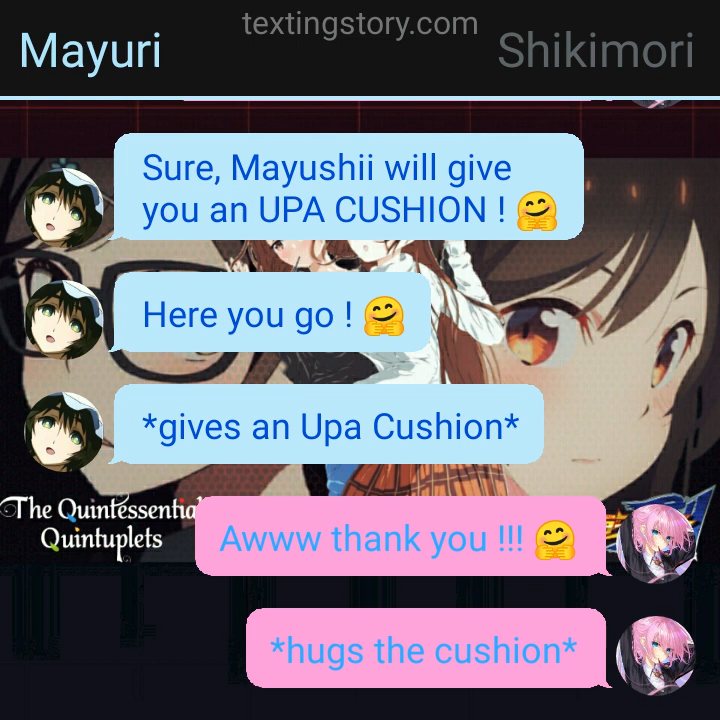 textingstory.com
Mayuri
Shikimori
Sure, Mayushii will give
you an UPA CUSHION ! 🤗
Here you go ! 🤗
*gives an Upa Cushion*
The Quintessentia
Quintuplets
Awww thank you !!! 🤗
*hugs the cushion*